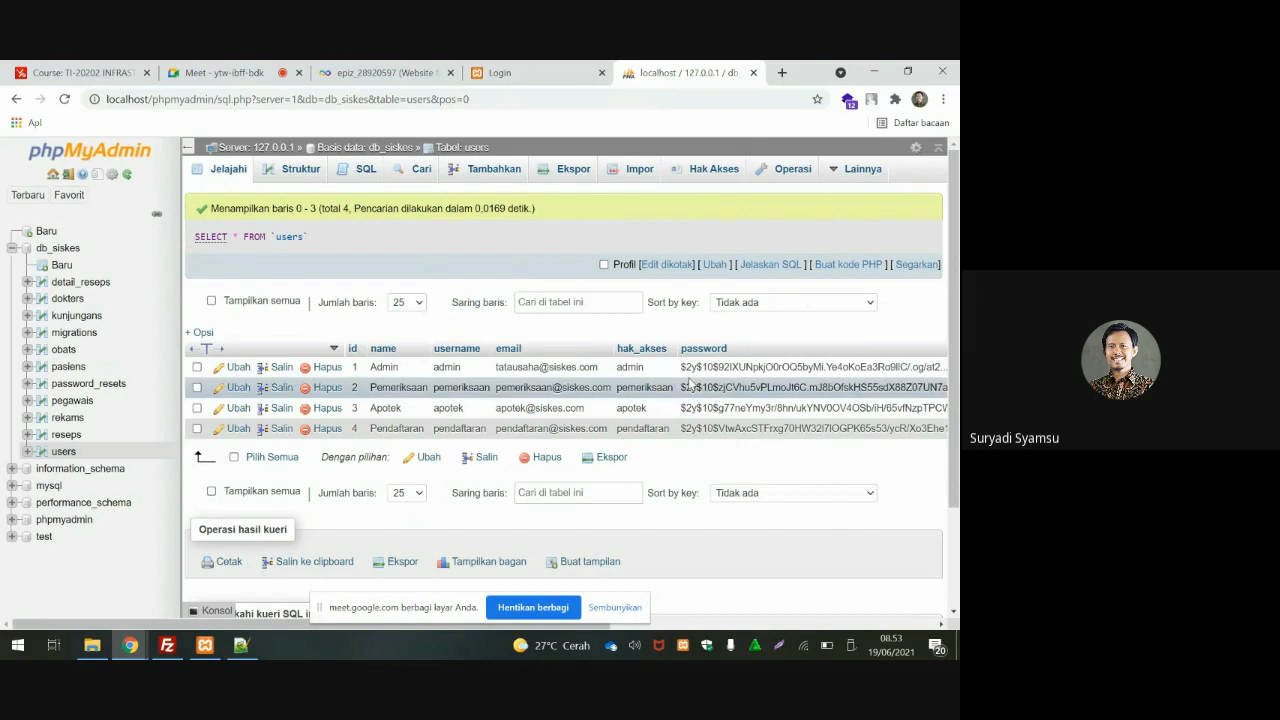 Course: TI-20202 INFRAS
Meet - ytw-ibff-bdk
epiz_28920597 (Website f
Login
localhost / 127.0.0.1 / db_
localhost/phpmyadmin/sql.php?server=1&db=db_siskes&table=users&pos=0
12
Apl
Daftar bacaan
phpMyAdmin
Terbaru Favorit
Baru
db_siskes
Baru
detail_reseps
dokters
kunjungans
migrations
obats
pasiens
password_resets
pegawais
rekams
reseps
users
information_schema
mysql
performance_schema
phpmyadmin
test
Server: 127.0.0.1 » Basis data: db_siskes » Tabel: users
Jelajahi Struktur SQL Cari Tambahkan Ekspor Impor Hak Akses Operasi Lainnya
Menampilkan baris 0 - 3 (total 4, Pencarian dilakukan dalam 0,0169 detik.)
SELECT * FROM `users`
Profil [Edit dikotak] [ Ubah ] [ Jelaskan SQL ] [ Buat kode PHP ] [ Segarkan]
Tampilkan semua Jumlah baris: 25 Saring baris: Cari di tabel ini Sort by key: Tidak ada
+ Opsi
id name username email hak_akses password
Ubah Salin Hapus 1 Admin admin tatausaha@siskes.com admin
Ubah Salin Hapus 2 Pemeriksaan pemeriksaan pemeriksaan@siskes.com pemeriksaan
Ubah Salin Hapus 3 Apotek apotek apotek@siskes.com apotek
Ubah Salin Hapus 4 Pendaftaran pendaftaran pendaftaran@siskes.com pendaftaran
Pilih Semua Dengan pilihan: Ubah Salin Hapus Ekspor
Tampilkan semua Jumlah baris: 25 Saring baris: Cari di tabel ini Sort by key: Tidak ada
Operasi hasil kueri
Cetak Salin ke clipboard Ekspor Tampilkan bagan Buat tampilan
Konsol
kahi kueri SQL
meet.google.com berbagi layar Anda. Hentikan berbagi Sembunyikan
27°C Cerah
08.53
19/06/2021
20
Suryadi Syamsu